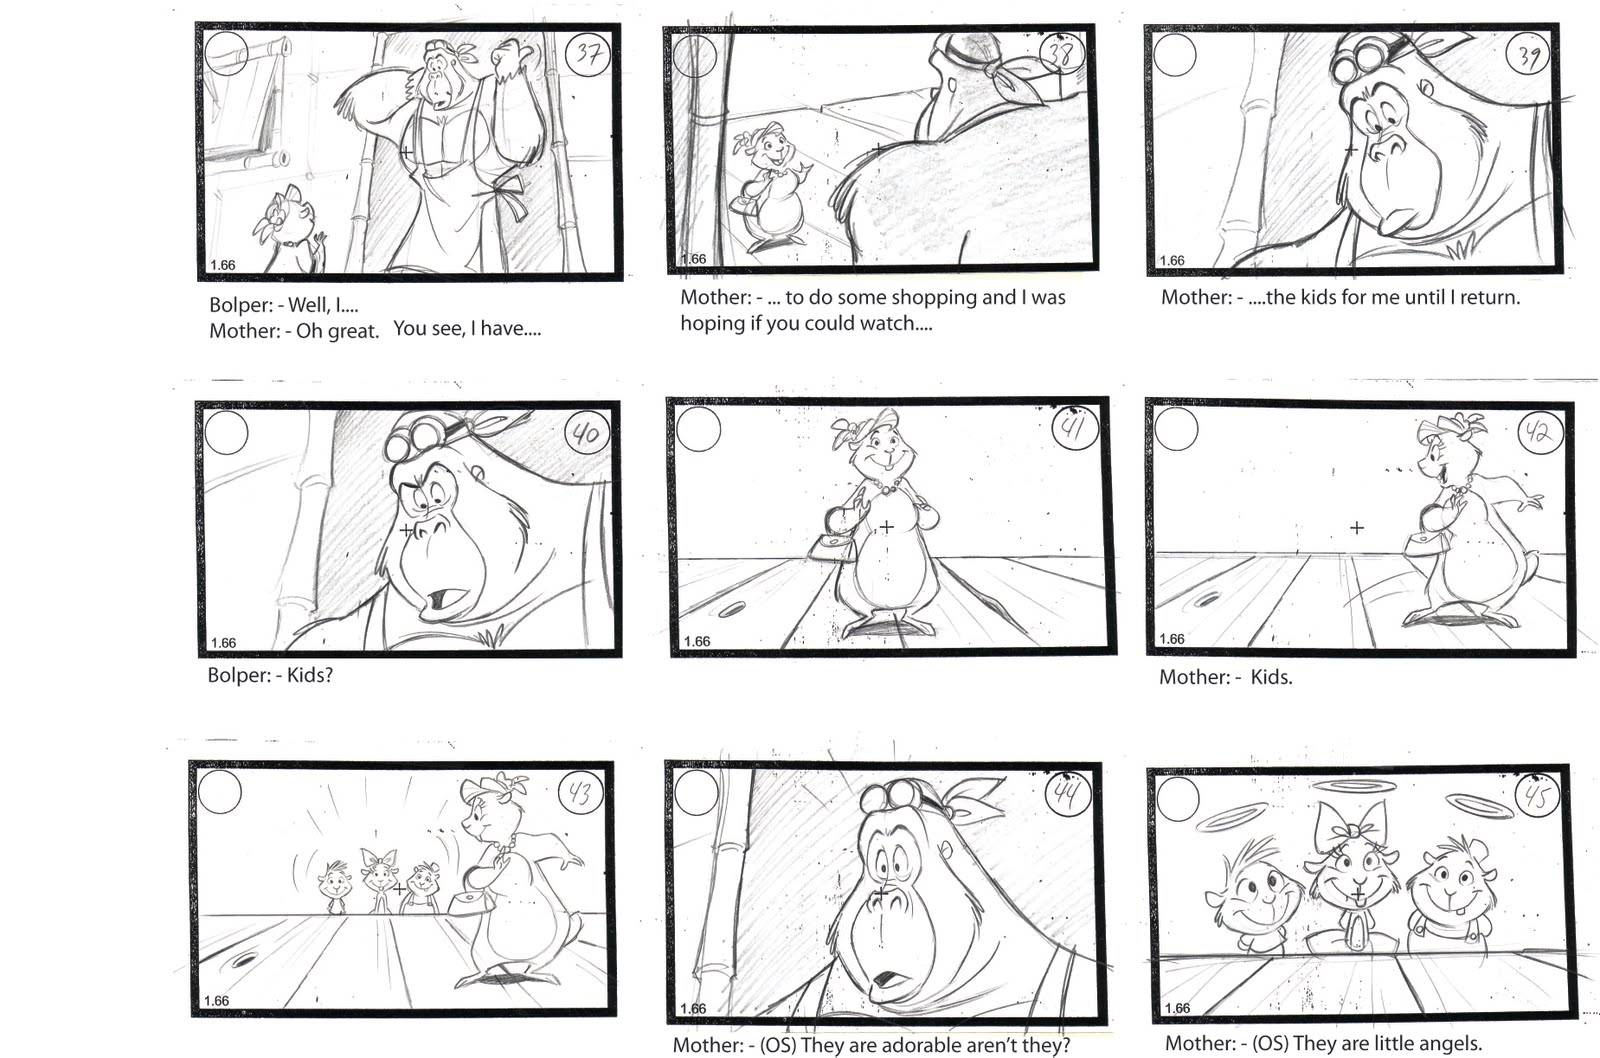 37
1.66
Bolper: - Well, I....
Mother: - Oh great.  You see, I have....
38
1.66
Mother: - ... to do some shopping and I was
hoping if you could watch....
39
1.66
Mother: - ....the kids for me until I return.
40
1.66
Bolper: - Kids?
41
1.66
42
1.66
Mother: -  Kids.
43
1.66
44
Mother: - (OS) They are adorable aren't they?
45
1.66
Mother: - (OS) They are little angels.